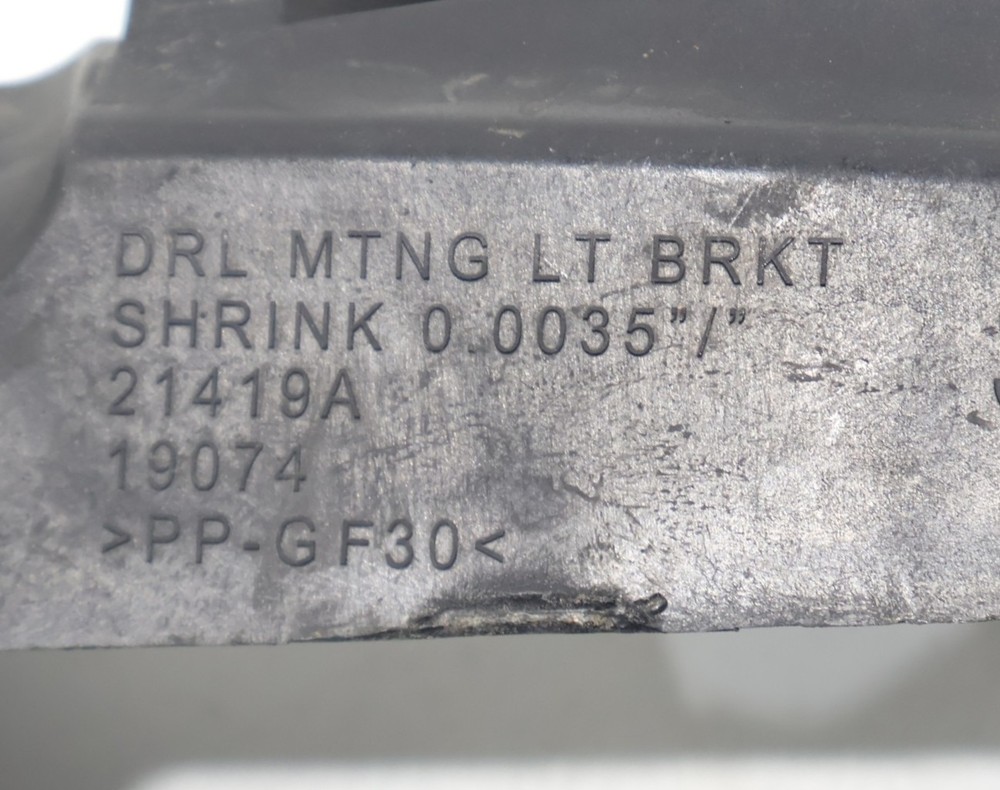 DRL MTNG LT BRKT
SHRINK 0.0035"/"
21419A
19074
>PP-GF30<